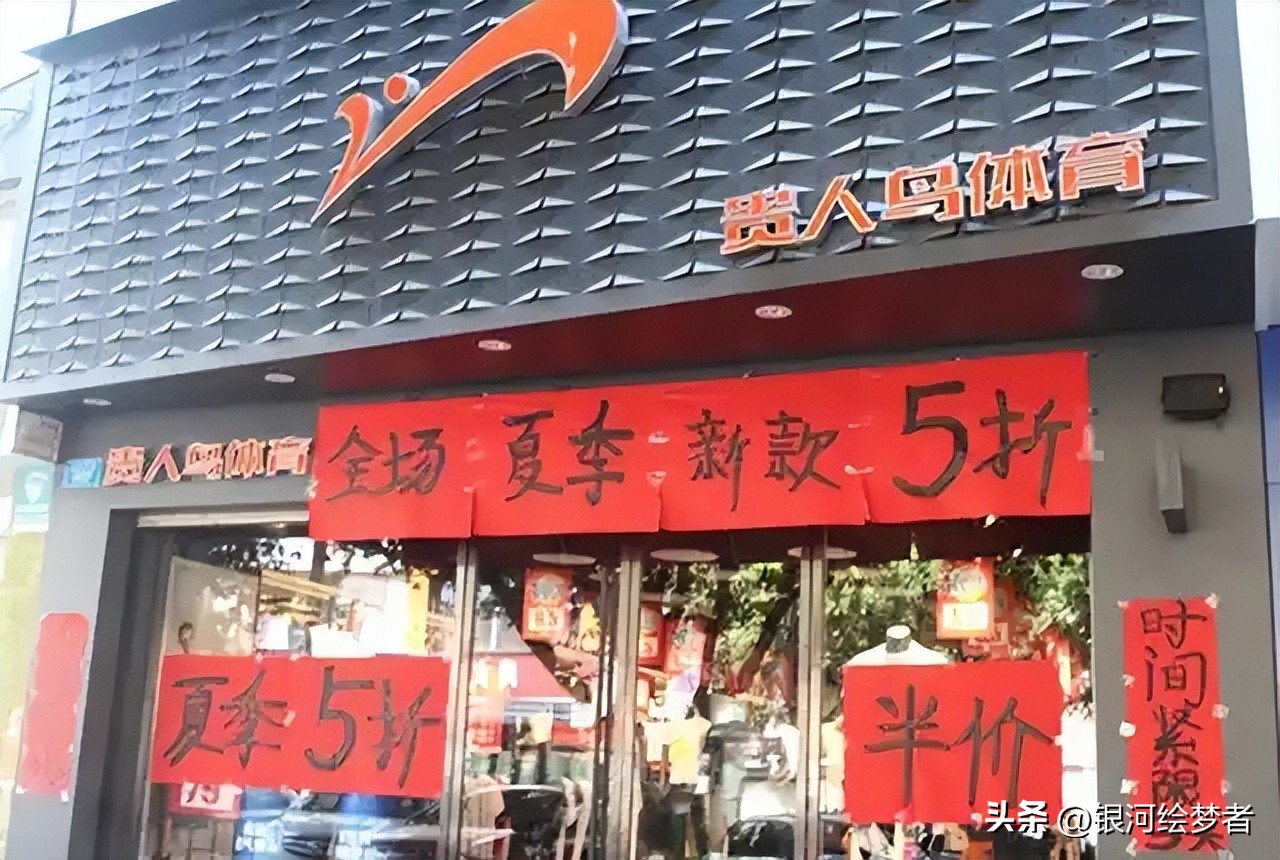 贵人鸟体育
贵人鸟体育
全场 夏季 新款 5折
夏季 5折
半价
时间紧限
头条 @银河绘梦者